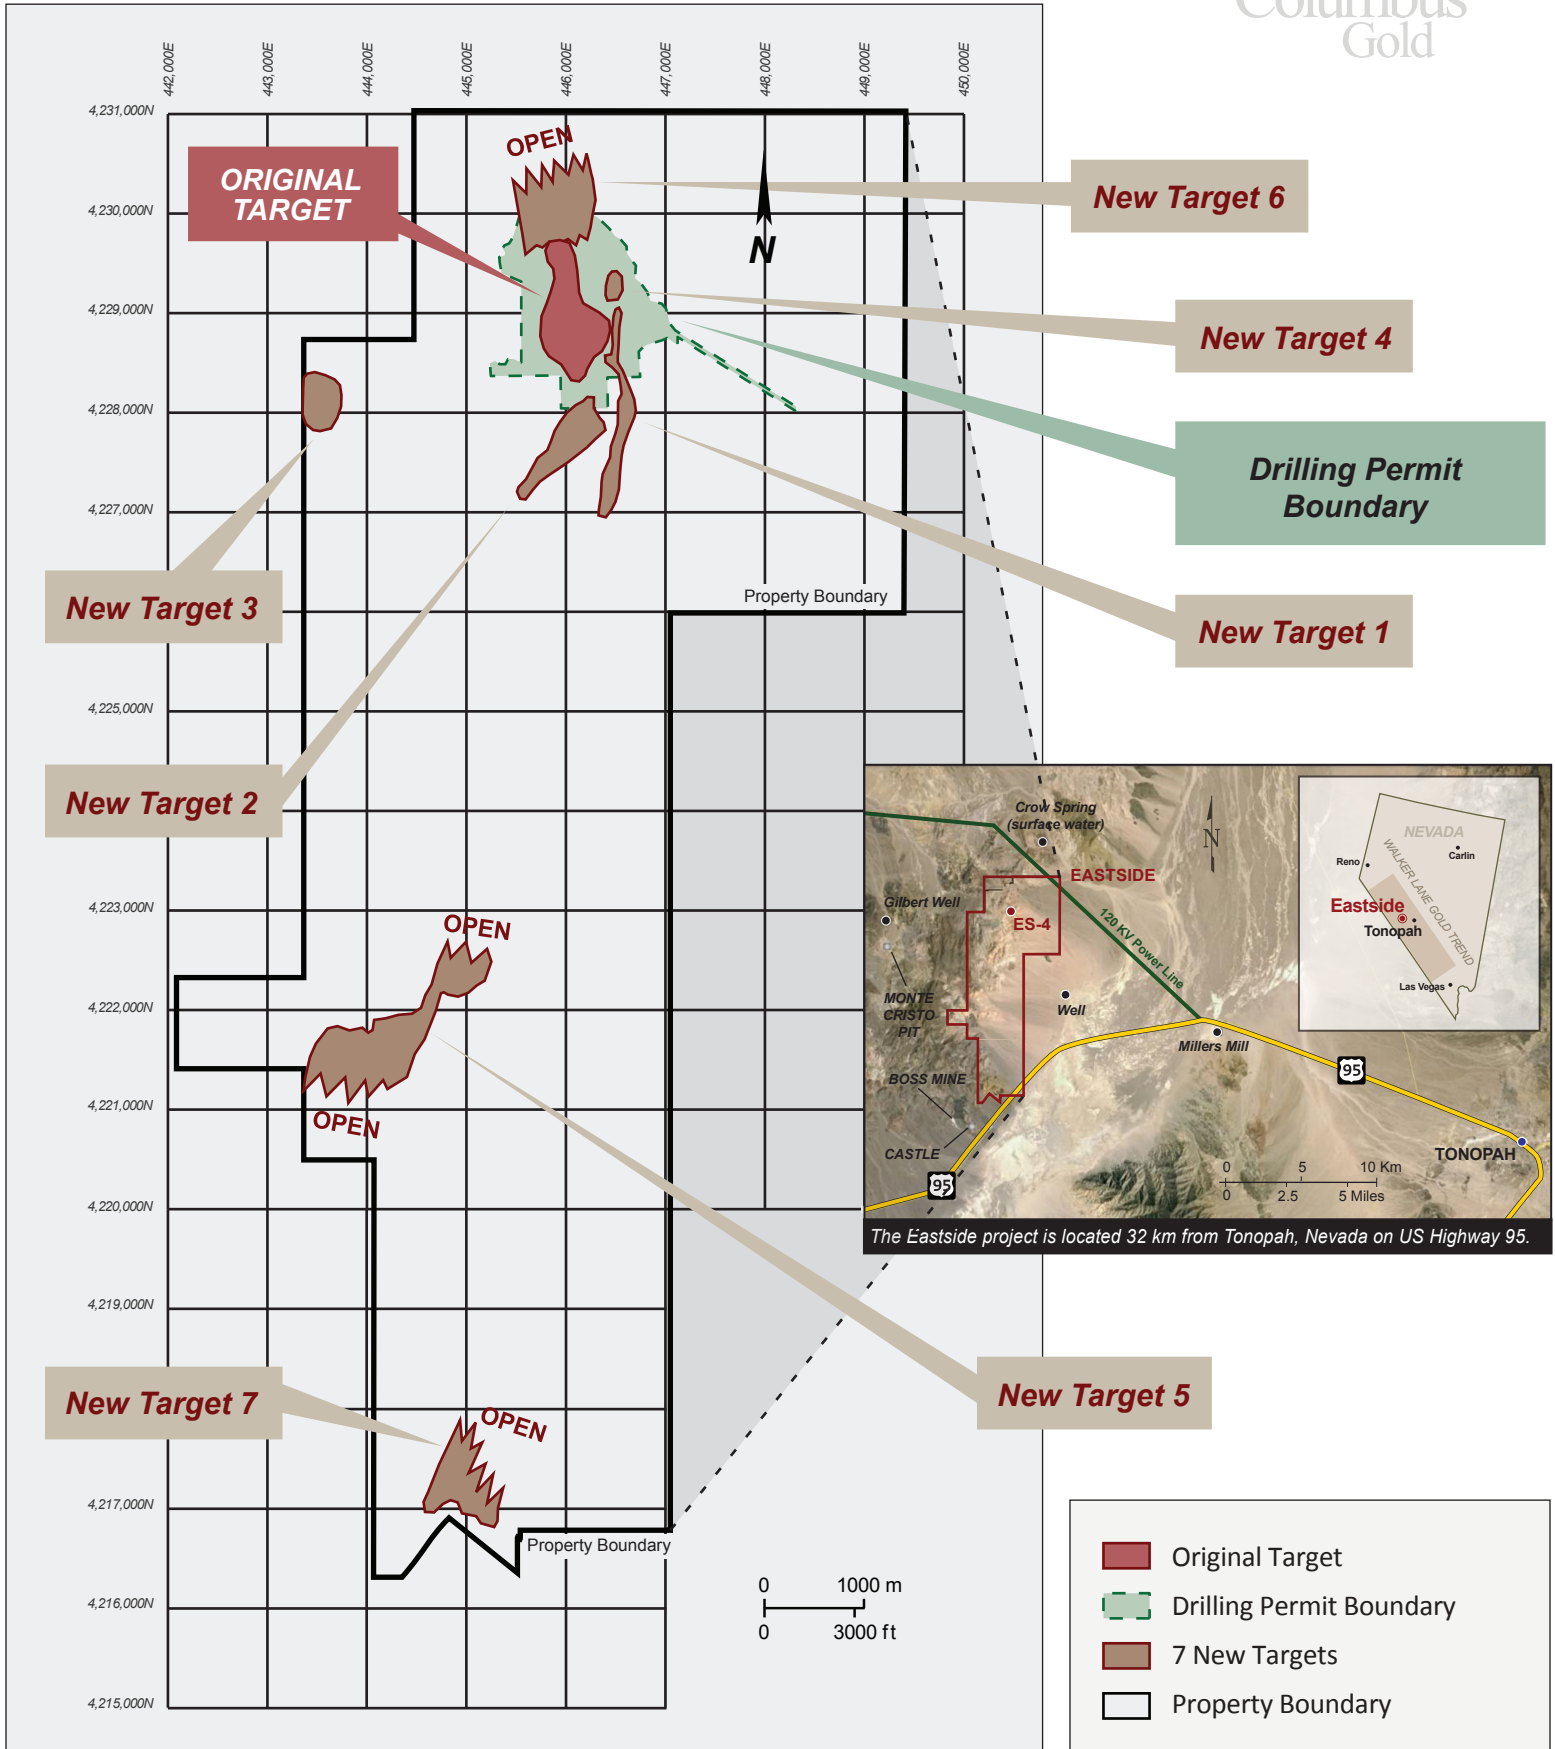 Columbus
Gold
442,000E
443,000E
444,000E
445,000E
446,000E
447,000E
448,000E
449,000E
450,000E
4,231,000N
4,230,000N
4,229,000N
4,228,000N
4,227,000N
4,225,000N
4,223,000N
4,222,000N
4,221,000N
4,220,000N
4,219,000N
4,217,000N
4,216,000N
4,215,000N
OPEN
ORIGINAL
TARGET
New Target 6
N
New Target 4
Drilling Permit
Boundary
New Target 3
Property Boundary
New Target 1
New Target 2
OPEN
OPEN
New Target 7
OPEN
New Target 5
Property Boundary
0 1000 m
0 3000 ft
Crow Spring
(surface water)
N
EASTSIDE
Gilbert Well
ES-4
120 KV Power Line
MONTE
CRISTO
PIT
Well
Millers Mill
BOSS MINE
95
CASTLE
TONOPAH
95
0 5 10 Km
0 2.5 5 Miles
NEVADA
Reno
Carlin
WALKER LANE GOLD TREND
Eastside
Tonopah
Las Vegas
The Eastside project is located 32 km from Tonopah, Nevada on US Highway 95.
Original Target
Drilling Permit Boundary
7 New Targets
Property Boundary